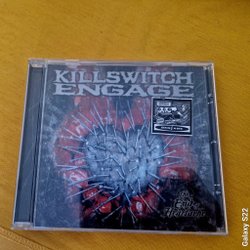 KILLSWITCH
ENGAGE
The
End of
Heartache
Galaxy S22